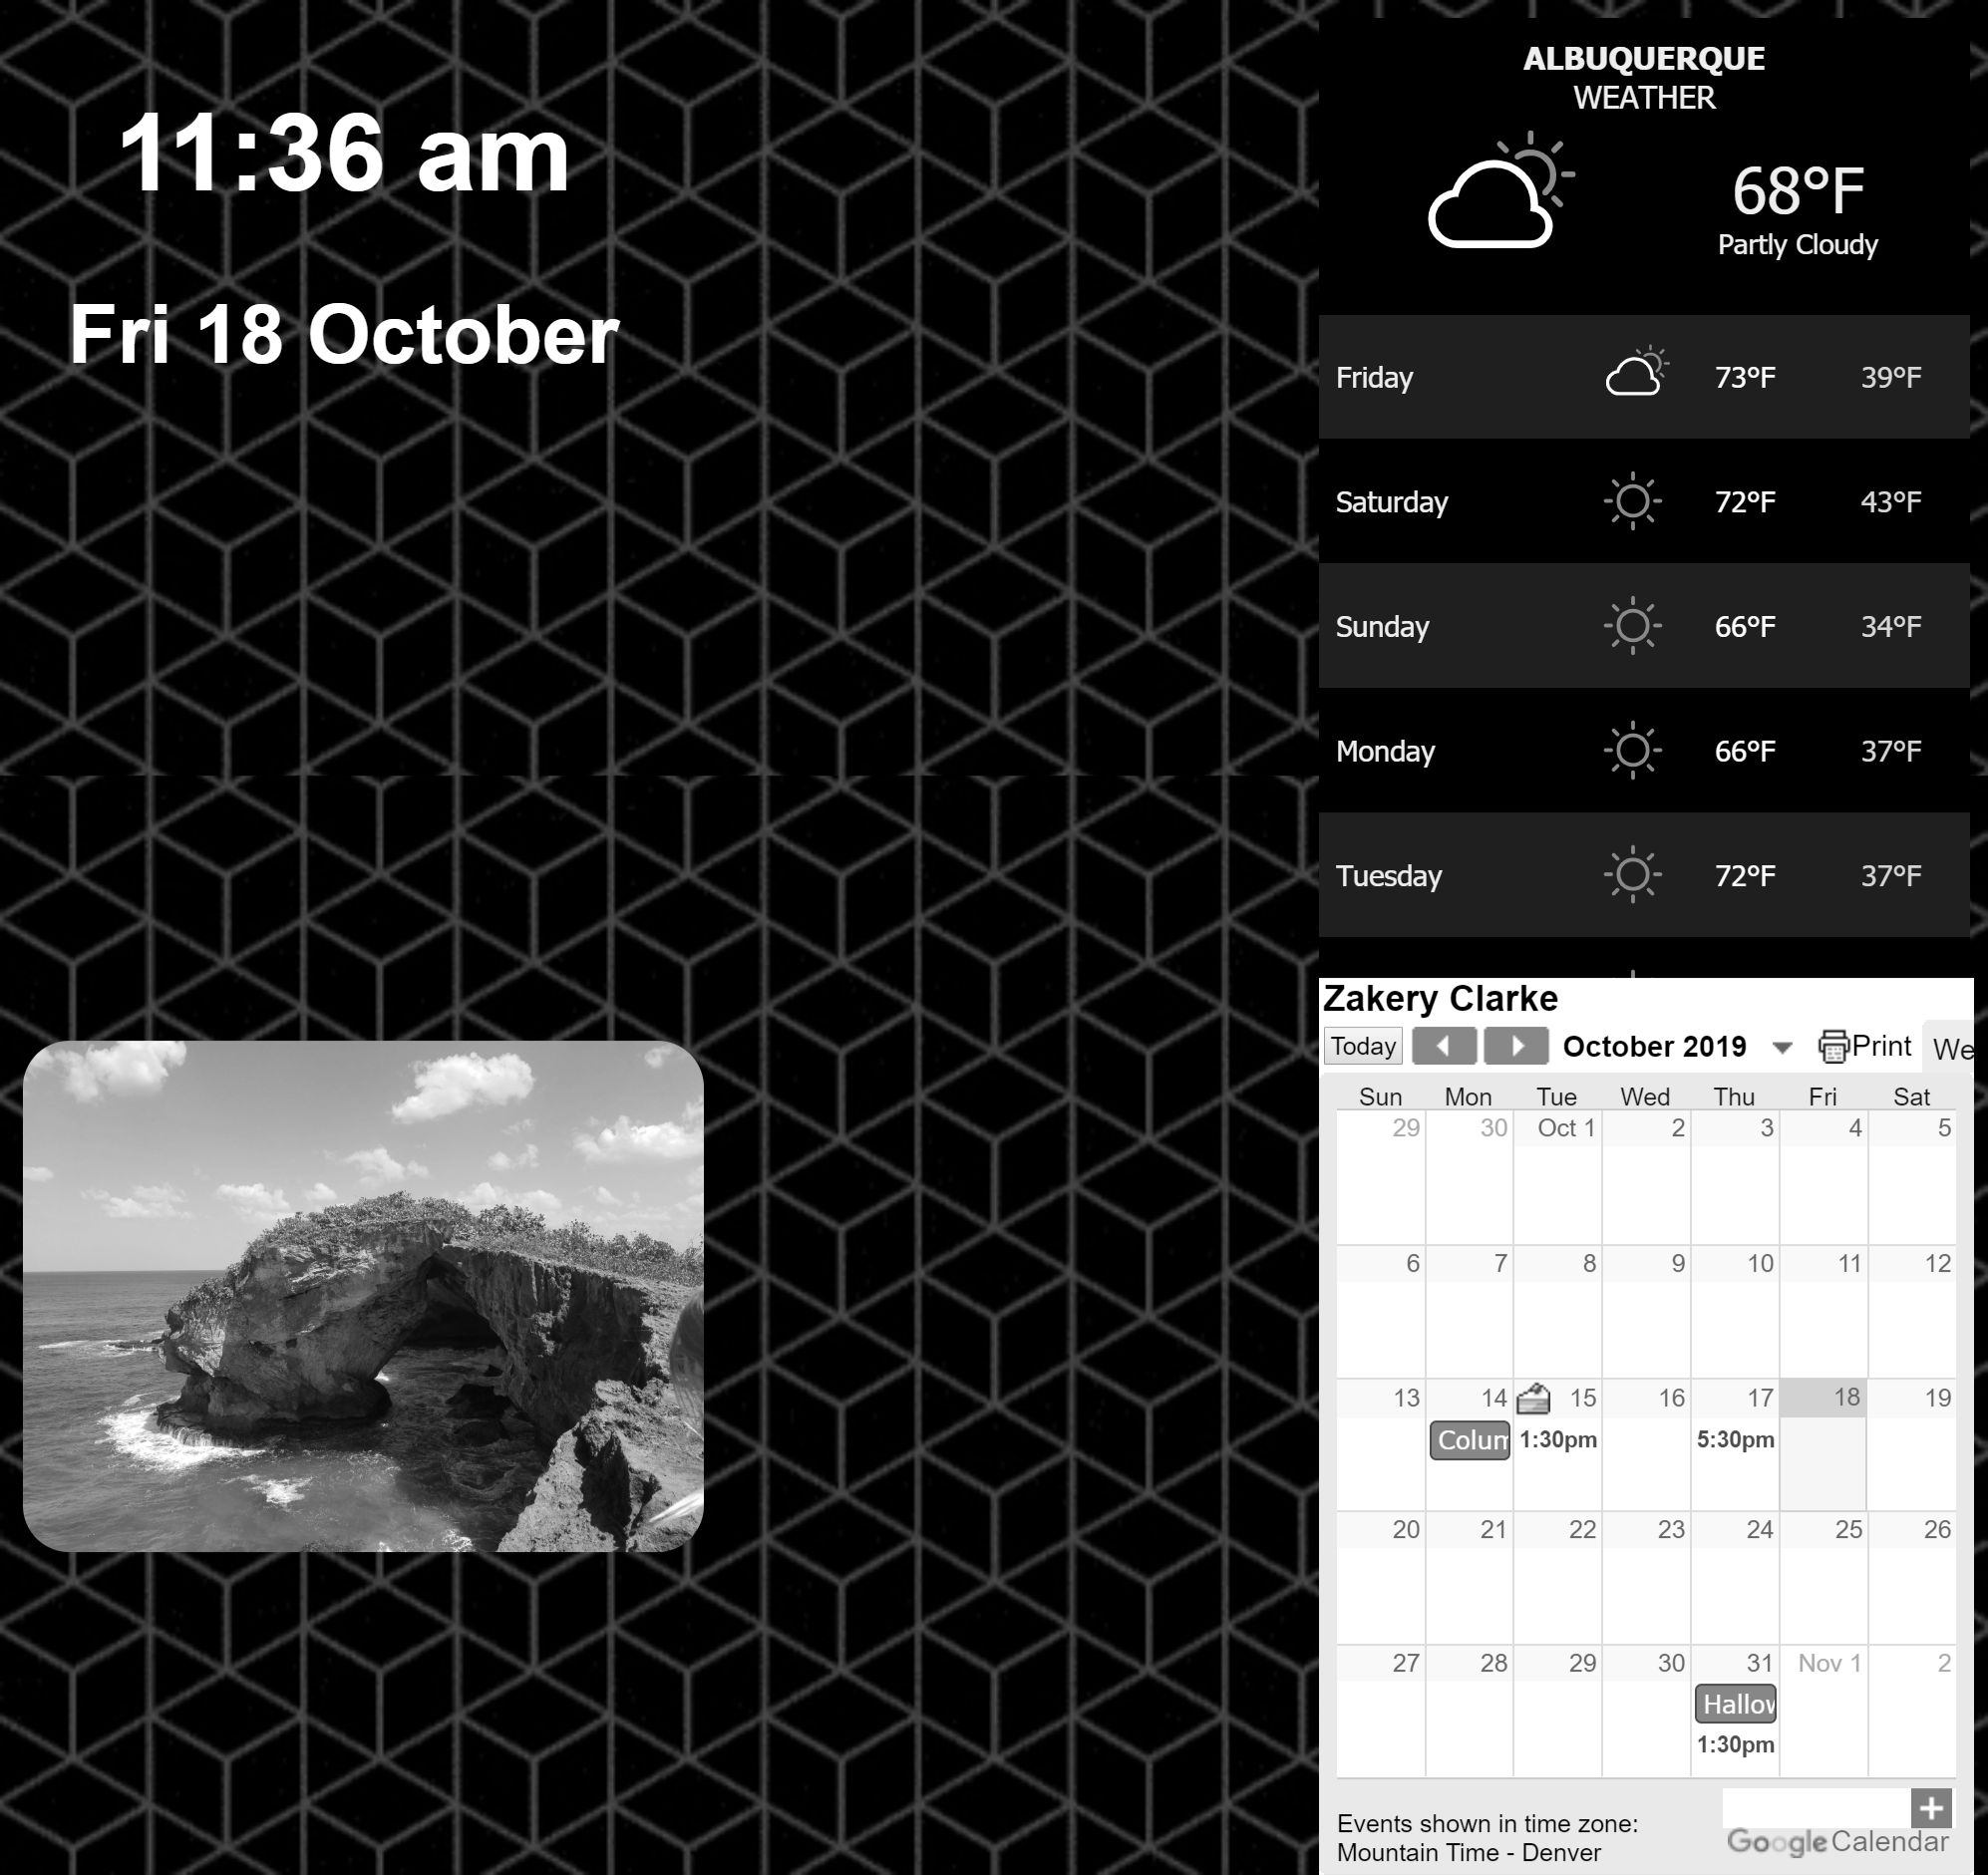 11:36 am
Fri 18 October
ALBUQUERQUE
WEATHER
68°F
Partly Cloudy
Friday 73°F 39°F
Saturday 72°F 43°F
Sunday 66°F 34°F
Monday 66°F 37°F
Tuesday 72°F 37°F
Zakery Clarke
Today October 2019 Print We
Sun Mon Tue Wed Thu Fri Sat
29 30 Oct 1 2 3 4 5
6 7 8 9 10 11 12
13 14 15 16 17 18 19
Colum 1:30pm 5:30pm
20 21 22 23 24 25 26
27 28 29 30 31 Nov 1 2
Hallow
1:30pm
Events shown in time zone:
Mountain Time - Denver
Google Calendar